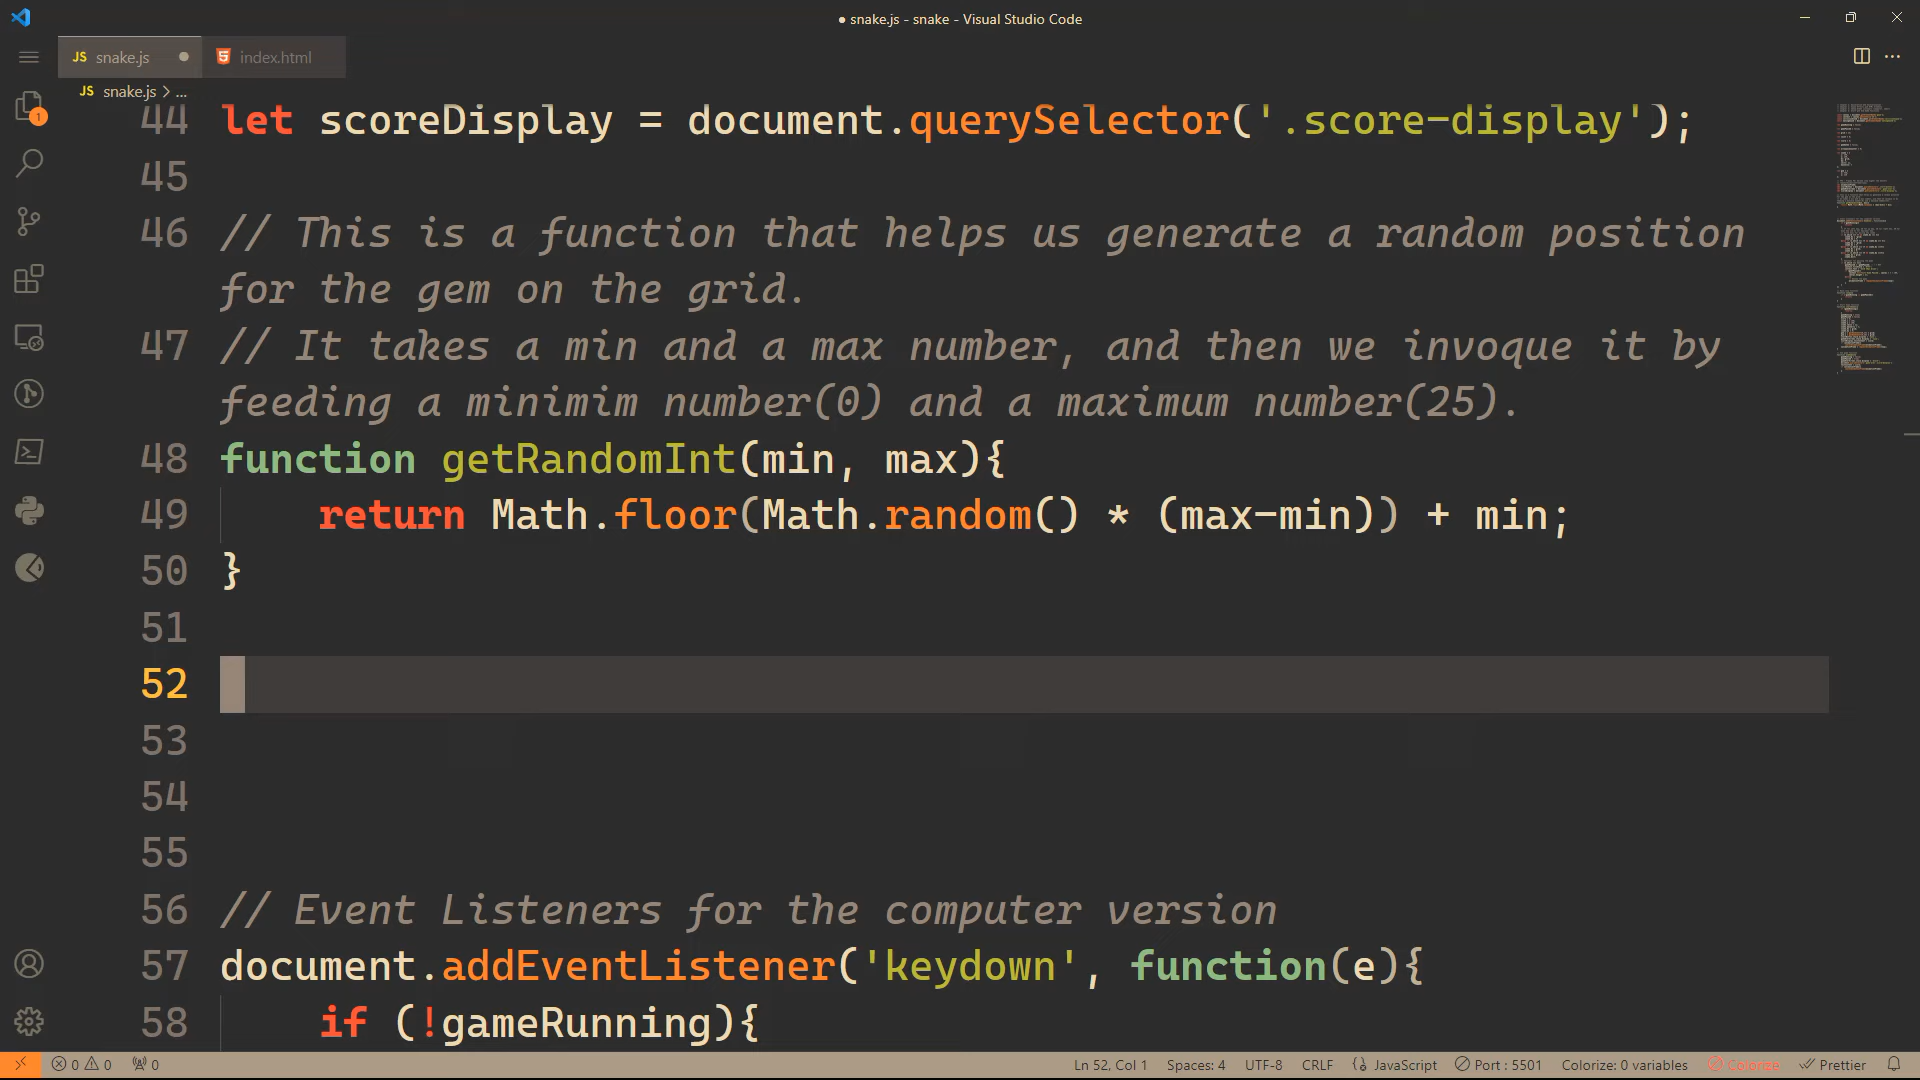 ● snake.js - snake - Visual Studio Code
JS snake.js ● index.html
JS snake.js > ...
44 let scoreDisplay = document.querySelector('.score-display');
45
46 // This is a function that helps us generate a random position
for the gem on the grid.
47 // It takes a min and a max number, and then we invoque it by
feeding a minimim number(0) and a maximum number(25).
48 function getRandomInt(min, max){
49 return Math.floor(Math.random() * (max-min)) + min;
50 }
51
52
53
54
55
56 // Event Listeners for the computer version
57 document.addEventListener('keydown', function(e){
58 if (!gameRunning){
1
0 0 0 Ln 52, Col 1 Spaces: 4 UTF-8 CRLF {} JavaScript Port : 5501 Colorize: 0 variables Colorize Prettier